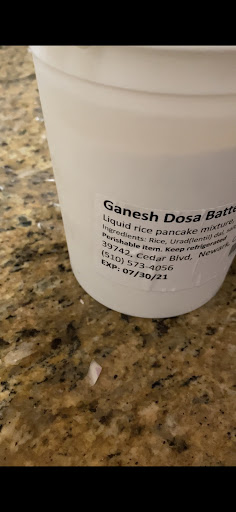 Ganesh Dosa Batte
Liquid rice pancake mixture,
Ingredients: Rice, Urad(lentil) dal,
Perishable item. Keep refrigerated
39742, Cedar Blvd, Newark,
(510) 573-4056
EXP: 07/30/21